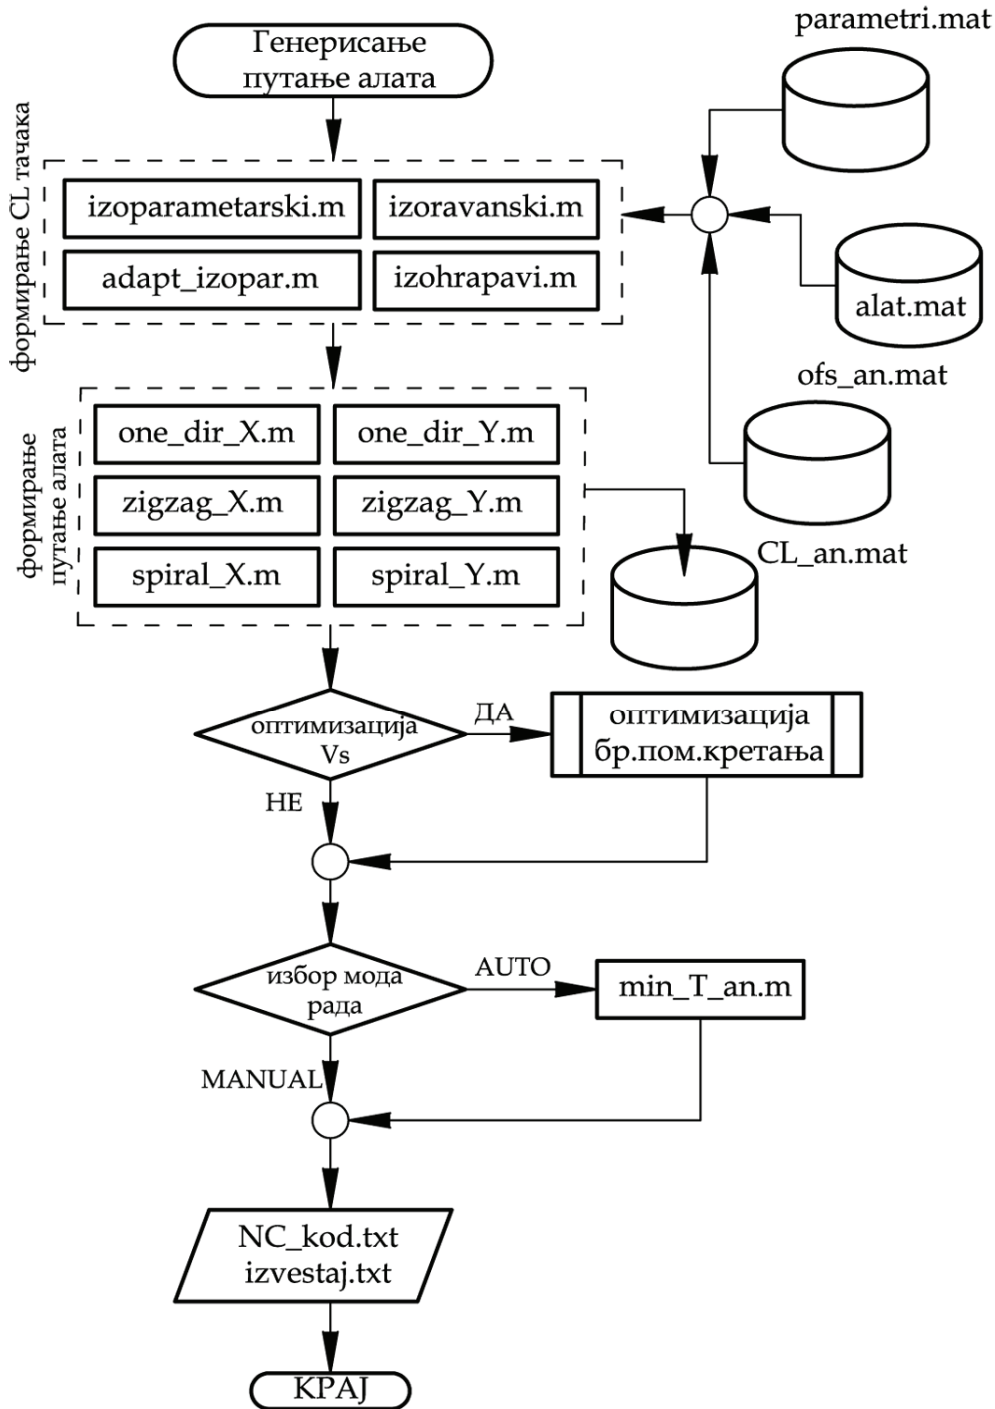 Генерисање
путање алата
parametri.mat
формирање CL тачака
izoparametarski.m
izoravanski.m
adapt_izopar.m
izohrapavi.m
alat.mat
ofs_an.mat
формирање
путање алата
one_dir_X.m
one_dir_Y.m
zigzag_X.m
zigzag_Y.m
spiral_X.m
spiral_Y.m
CL_an.mat
оптимизација
Vs
ДА
оптимизација
бр.пом.кретања
НЕ
избор мода
рада
AUTO
min_T_an.m
MANUAL
NC_kod.txt
izvestaj.txt
КРАЈ